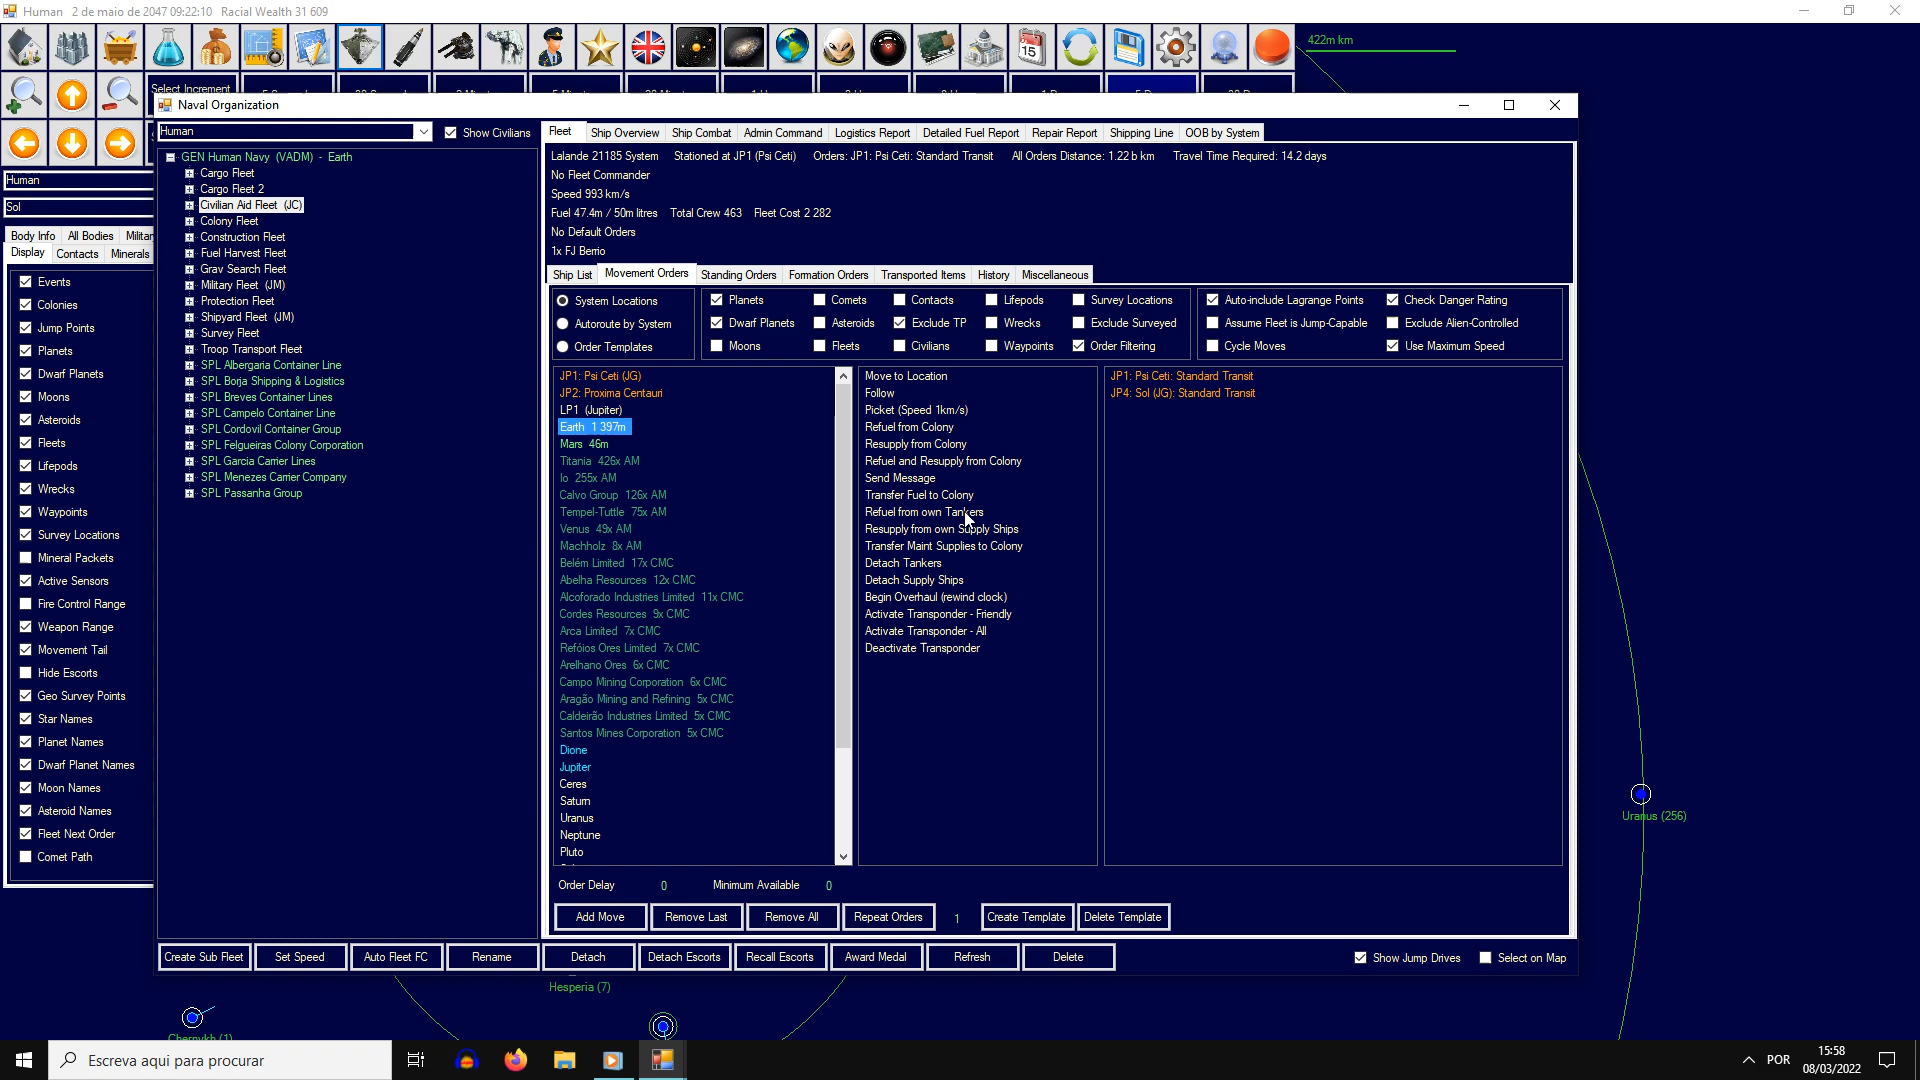 Human 2 de maio de 2047 09:22:10 Racial Wealth 31 609
422m km
Select Increment
Naval Organization
Human
Show Civilians
Fleet
Ship Overview
Ship Combat
Admin Command
Logistics Report
Detailed Fuel Report
Repair Report
Shipping Line
OOB by System
Human
Sol
Body Info
All Bodies
Display
Contacts
Minerals
Events
Colonies
Jump Points
Planets
Dwarf Planets
Moons
Asteroids
Fleets
Lifepods
Wrecks
Waypoints
Survey Locations
Mineral Packets
Active Sensors
Fire Control Range
Weapon Range
Movement Tail
Hide Escorts
Geo Survey Points
Star Names
Planet Names
Dwarf Planet Names
Moon Names
Asteroid Names
Fleet Next Order
Comet Path
GEN Human Navy (VADM) - Earth
Cargo Fleet
Cargo Fleet 2
Civilian Aid Fleet (JC)
Colony Fleet
Construction Fleet
Fuel Harvest Fleet
Grav Search Fleet
Military Fleet (JM)
Protection Fleet
Shipyard Fleet (JM)
Survey Fleet
Troop Transport Fleet
SPL Albergaria Container Line
SPL Borja Shipping & Logistics
SPL Breves Container Lines
SPL Campelo Container Line
SPL Cordovil Container Group
SPL Felgueiras Colony Corporation
SPL Garcia Carrier Lines
SPL Menezes Carrier Company
SPL Passanha Group
Lalande 21185 System Stationed at JP1 (Psi Ceti) Orders: JP1: Psi Ceti: Standard Transit All Orders Distance: 1.22 b km Travel Time Required: 14.2 days
No Fleet Commander
Speed 993 km/s
Fuel 47.4m / 50m litres Total Crew 463 Fleet Cost 2 282
No Default Orders
1x FJ Berrio
Ship List
Movement Orders
Standing Orders
Formation Orders
Transported Items
History
Miscellaneous
System Locations
Autoroute by System
Order Templates
Planets
Comets
Contacts
Lifepods
Survey Locations
Dwarf Planets
Asteroids
Exclude TP
Wrecks
Exclude Surveyed
Moons
Fleets
Civilians
Waypoints
Order Filtering
Auto-include Lagrange Points
Check Danger Rating
Assume Fleet is Jump-Capable
Exclude Alien-Controlled
Cycle Moves
Use Maximum Speed
JP1: Psi Ceti (JG)
JP2: Proxima Centauri
LP1 (Jupiter)
Earth 1 397m
Mars 46m
Titania 426x AM
Io 255x AM
Calvo Group 126x AM
Tempel-Tuttle 75x AM
Venus 49x AM
Machholz 8x AM
Belém Limited 17x CMC
Abelha Resources 12x CMC
Alcoforado Industries Limited 11x CMC
Cordes Resources 9x CMC
Arca Limited 7x CMC
Refóios Ores Limited 7x CMC
Arelhano Ores 6x CMC
Campo Mining Corporation 6x CMC
Aragão Mining and Refining 5x CMC
Caldeirão Industries Limited 5x CMC
Santos Mines Corporation 5x CMC
Dione
Jupiter
Ceres
Saturn
Uranus
Neptune
Pluto
Move to Location
Follow
Picket (Speed 1km/s)
Refuel from Colony
Resupply from Colony
Refuel and Resupply from Colony
Send Message
Transfer Fuel to Colony
Refuel from own Tankers
Resupply from own Supply Ships
Transfer Maint Supplies to Colony
Detach Tankers
Detach Supply Ships
Begin Overhaul (rewind clock)
Activate Transponder - Friendly
Activate Transponder - All
Deactivate Transponder
JP1: Psi Ceti: Standard Transit
JP4: Sol (JG): Standard Transit
Order Delay 0 Minimum Available 0
Add Move
Remove Last
Remove All
Repeat Orders
1
Create Template
Delete Template
Create Sub Fleet
Set Speed
Auto Fleet FC
Rename
Detach
Detach Escorts
Recall Escorts
Award Medal
Refresh
Delete
Show Jump Drives
Select on Map
Uranus (256)
Hesperia (7)
Chernykh (1)
Escreva aqui para procurar
POR
15:58
08/03/2022